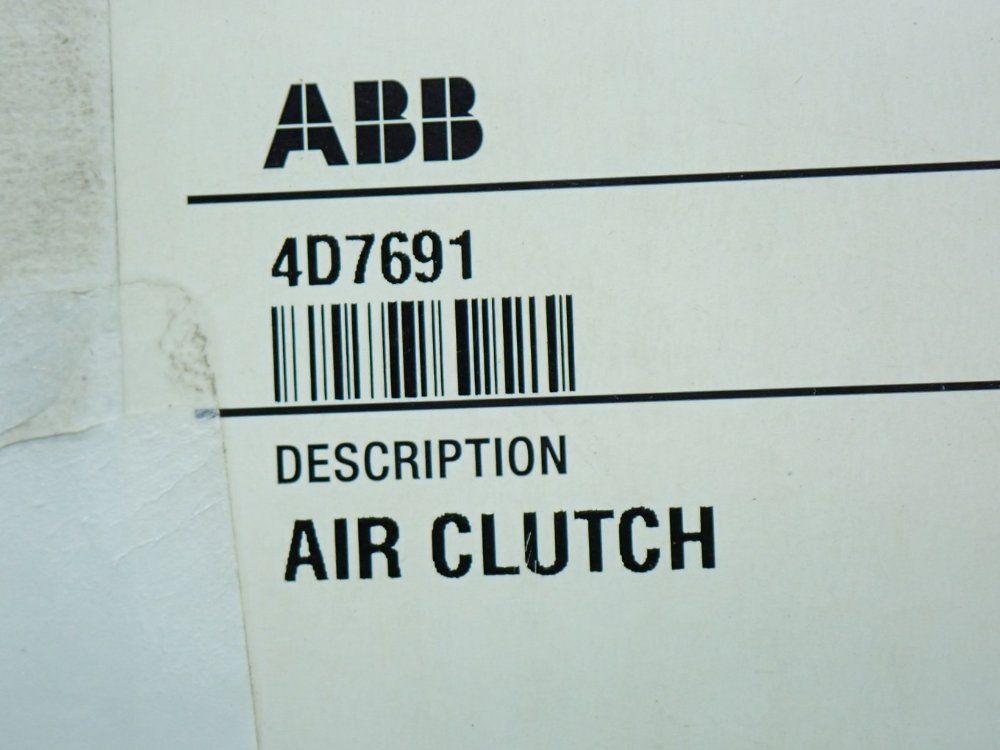 ABB
4D7691
DESCRIPTION
AIR CLUTCH